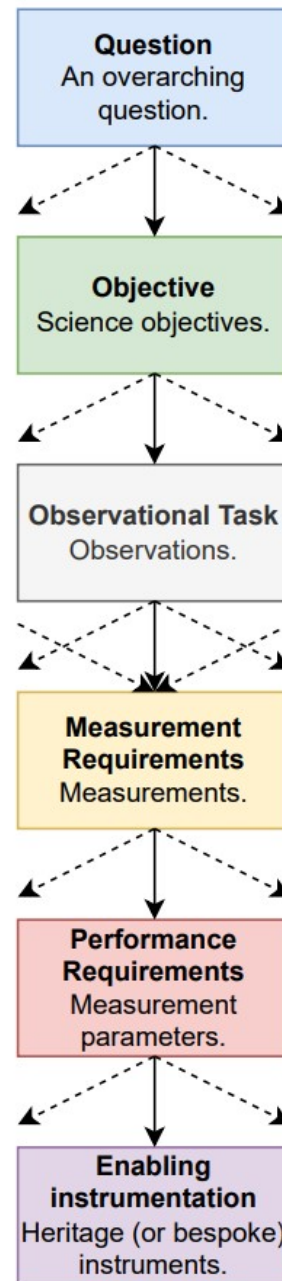 Question
An overarching
question.
Objective
Science objectives.
Observational Task
Observations.
Measurement
Requirements
Measurements.
Performance
Requirements
Measurement
parameters.
Enabling
instrumentation
Heritage (or bespoke)
instruments.